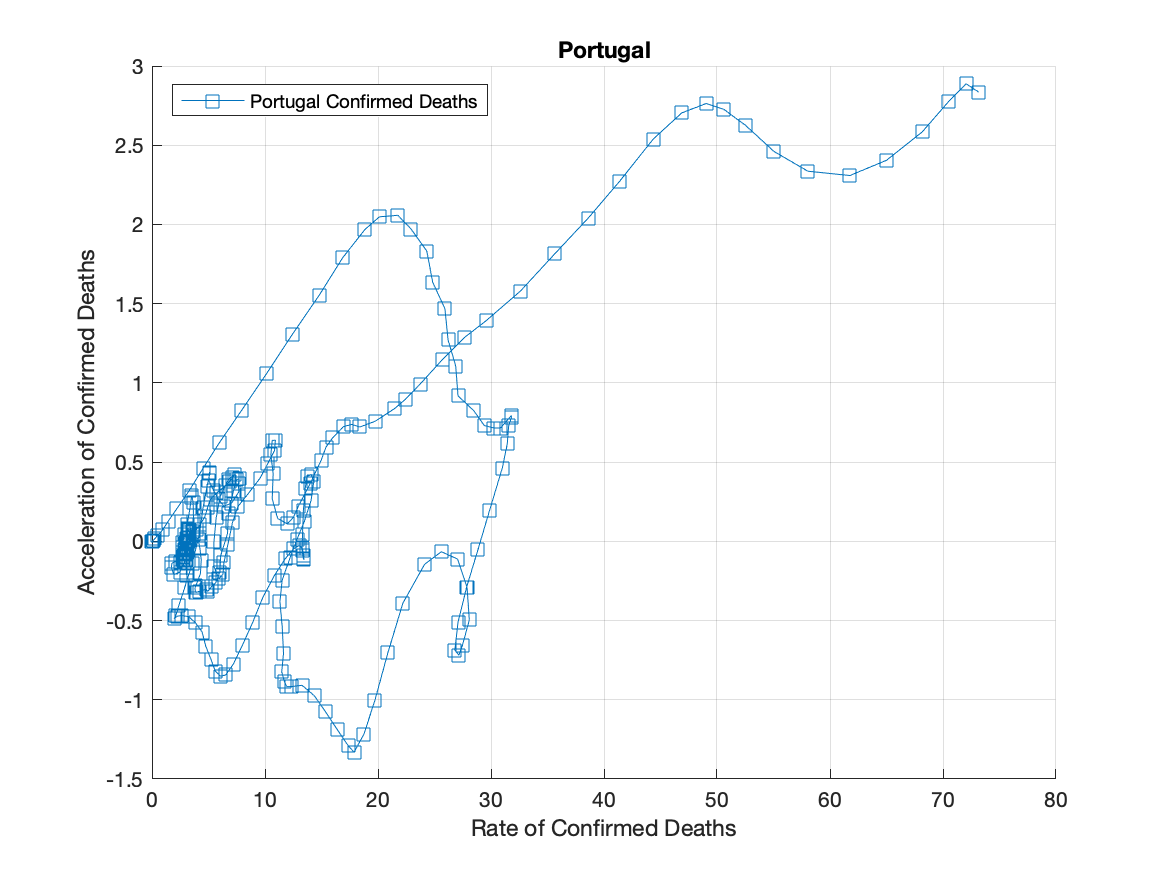 Portugal
Portugal Confirmed Deaths
3
2.5
2
1.5
1
0.5
0
-0.5
-1
-1.5
Acceleration of Confirmed Deaths
0 10 20 30 40 50 60 70 80
Rate of Confirmed Deaths